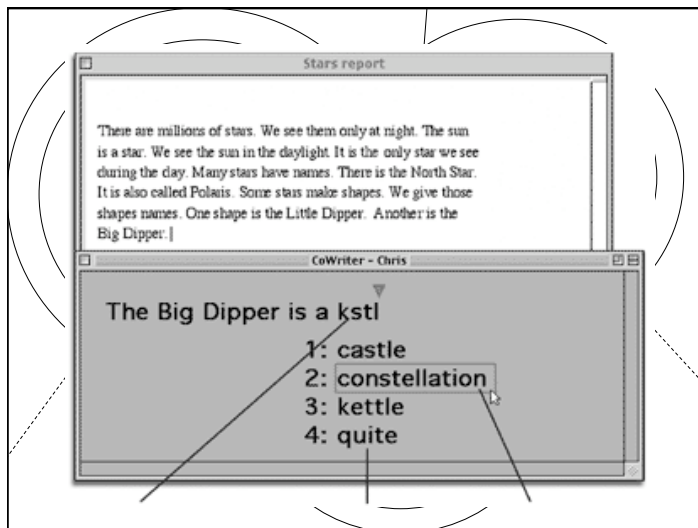 Stars report
There are millions of stars. We see them only at night. The sun
is a star. We see the sun in the daylight. It is the only star we see
during the day. Many stars have names. There is the North Star.
It is also called Polaris. Some stars make shapes. We give those
shapes names. One shape is the Little Dipper. Another is the
Big Dipper.
CoWriter - Chris
The Big Dipper is a kstl
1: castle
2: constellation
3: kettle
4: quite